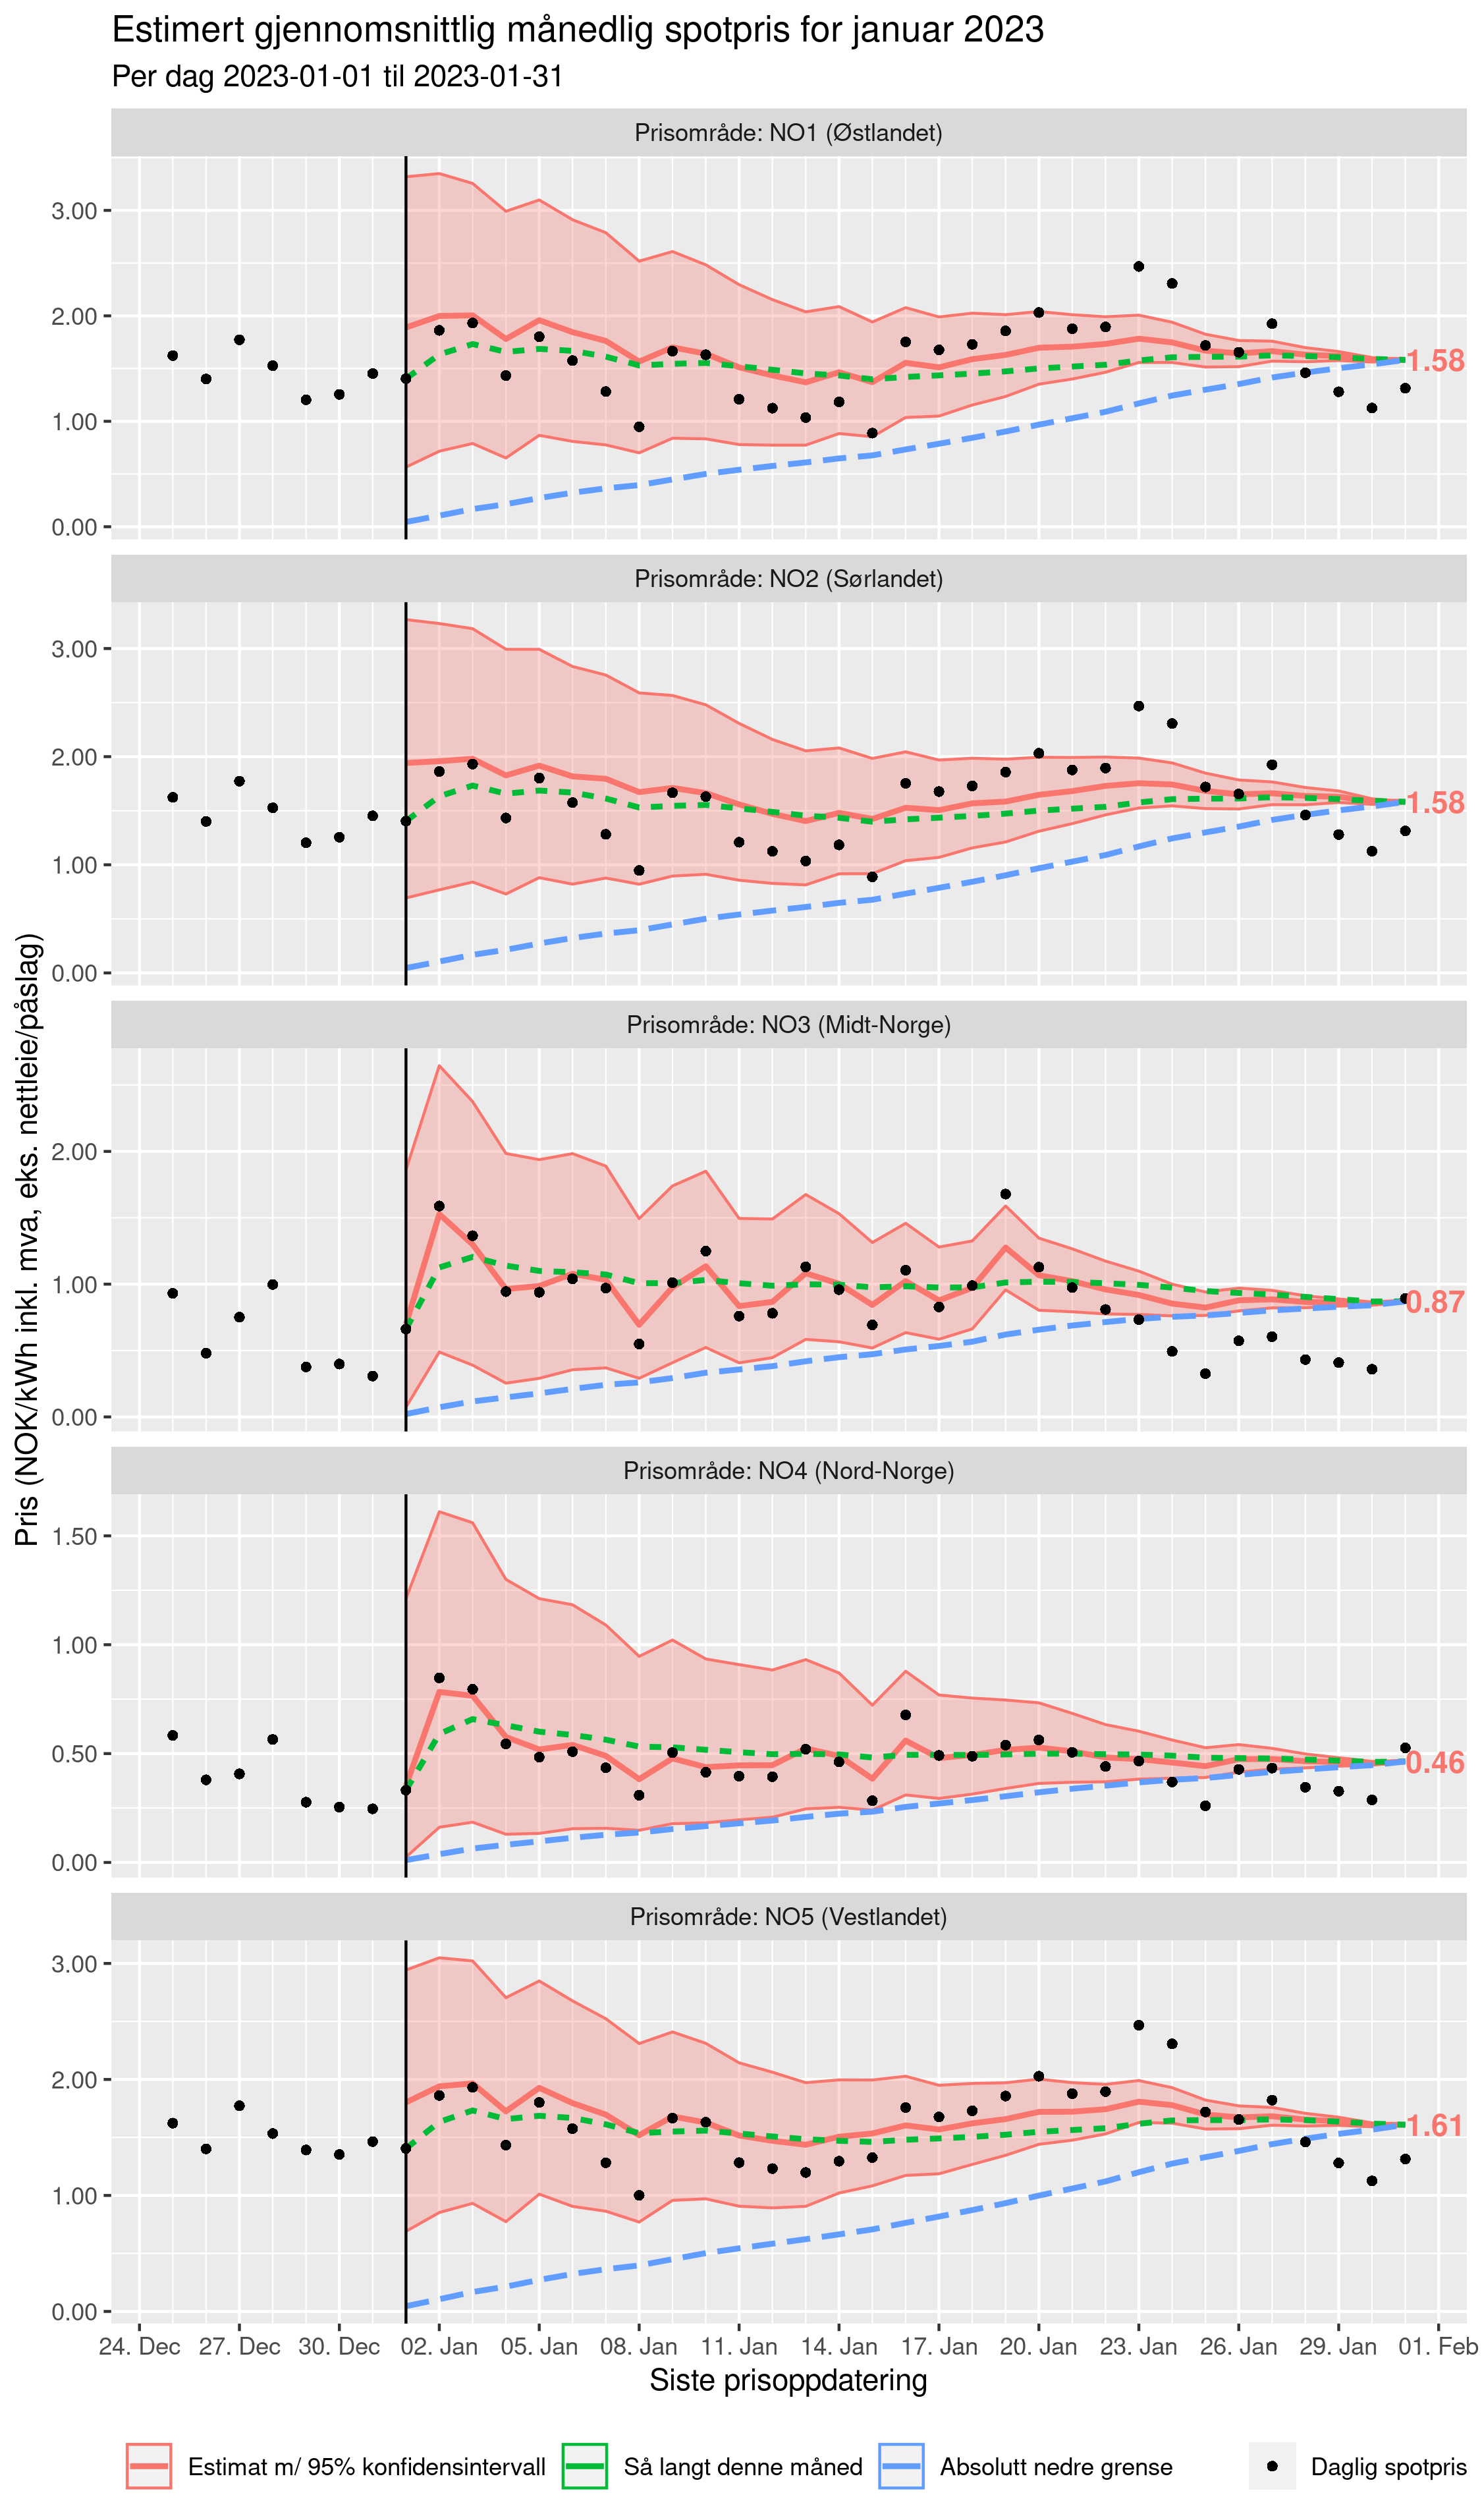 Estimert gjennomsnittlig månedlig spotpris for januar 2023
Per dag 2023-01-01 til 2023-01-31
Prisområde: NO1 (Østlandet)
3.00
2.00
1.00
0.00
1.58
Prisområde: NO2 (Sørlandet)
3.00
2.00
1.00
0.00
1.58
Prisområde: NO3 (Midt-Norge)
2.00
1.00
0.00
0.87
Prisområde: NO4 (Nord-Norge)
1.50
1.00
0.50
0.00
0.46
Prisområde: NO5 (Vestlandet)
3.00
2.00
1.00
0.00
1.61
Pris (NOK/kWh inkl. mva, eks. nettleie/påslag)
24. Dec 27. Dec 30. Dec 02. Jan 05. Jan 08. Jan 11. Jan 14. Jan 17. Jan 20. Jan 23. Jan 26. Jan 29. Jan 01. Feb
Siste prisoppdatering
Estimat m/ 95% konfidensintervall Så langt denne måned Absolutt nedre grense Daglig spotpris